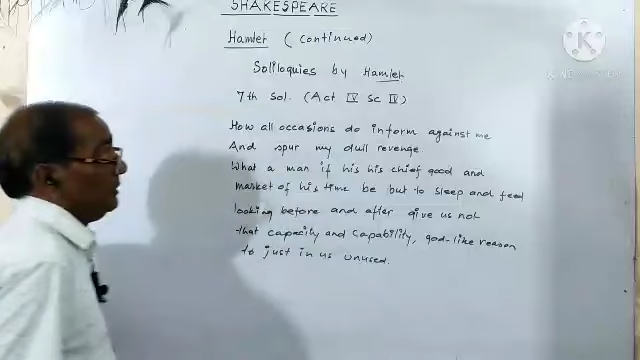 SHAKESPEARE
Hamlet (Continued)
Soliloquies by Hamlet
7th Sol. (Act IV Sc IV)
How all occasions do inform against me
And spur my dull revenge
What a man if his his chief good and
market of his time be but to sleep and feed
looking before and after give us not
that capacity and capability, god-like reason
to just in us unused.
MADE WITH KINEMASTER